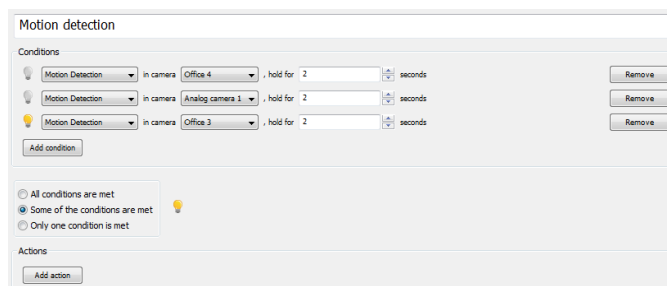 Motion detection
Conditions
Motion Detection in camera Office 4 , hold for 2 seconds Remove
Motion Detection in camera Analog camera 1 , hold for 2 seconds Remove
Motion Detection in camera Office 3 , hold for 2 seconds Remove
Add condition
All conditions are met
Some of the conditions are met
Only one condition is met
Actions
Add action